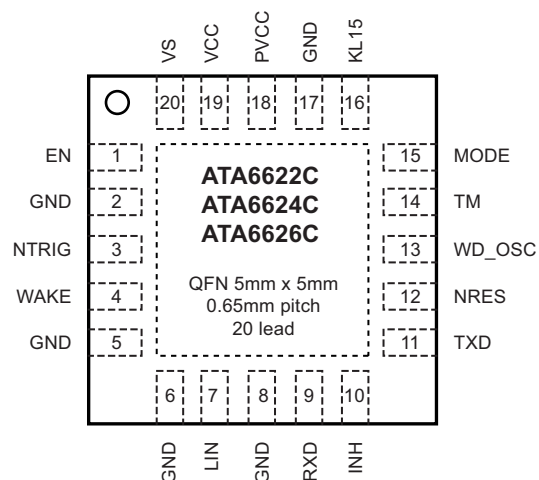 VS
VCC
PVCC
GND
KL15
20
19
18
17
16
EN
1
GND
2
NTRIG
3
WAKE
4
GND
5
ATA6622C
ATA6624C
ATA6626C
QFN 5mm x 5mm
0.65mm pitch
20 lead
15
MODE
14
TM
13
WD_OSC
12
NRES
11
TXD
6
7
8
9
10
GND
LIN
GND
RXD
INH